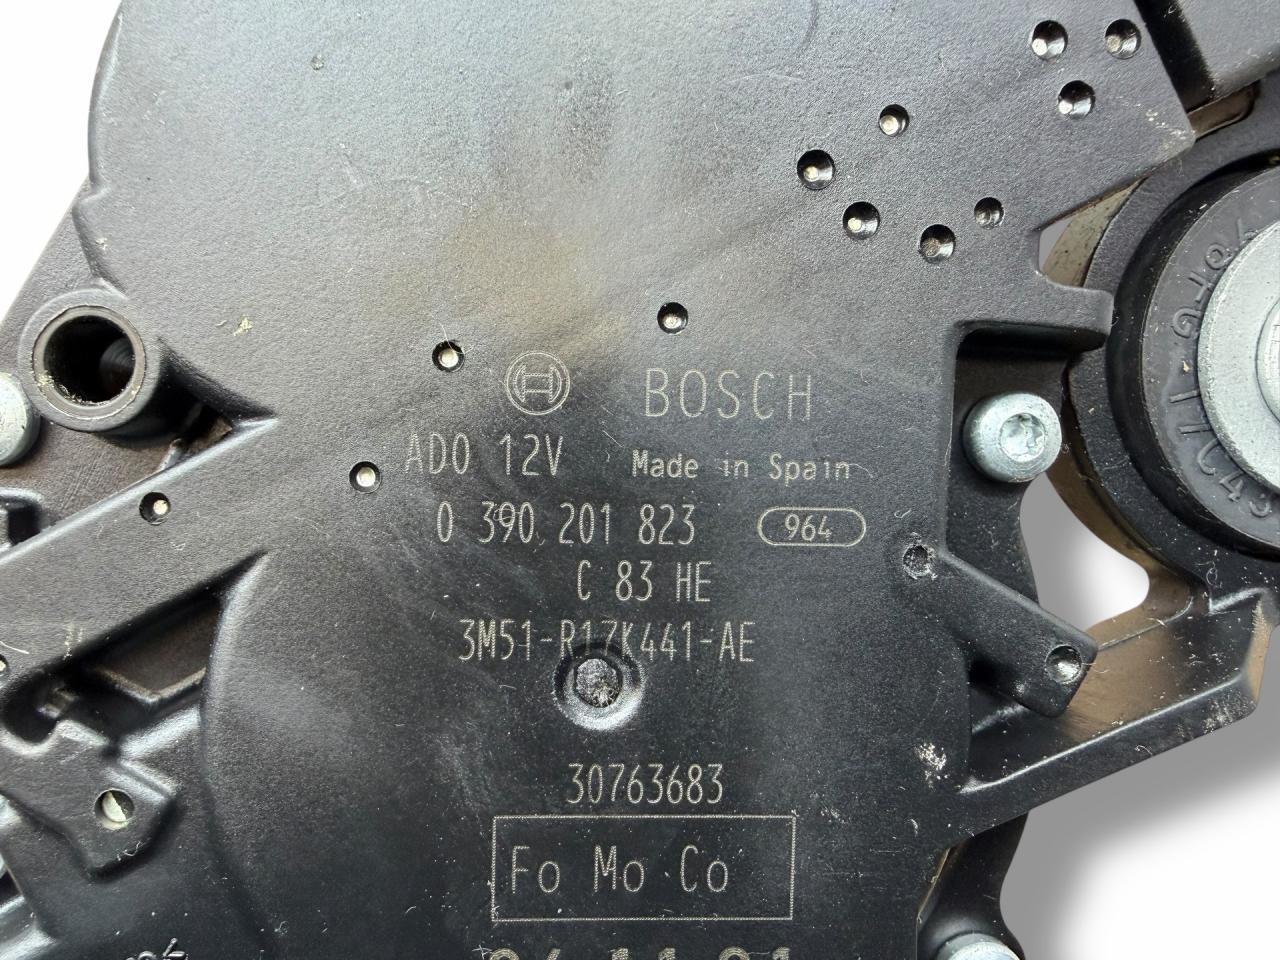 BOSCH
AD0 12V Made in Spain
0 390 201 823 964
C 83 HE
3M51-R17K441-AE
30763683
Fo Mo Co